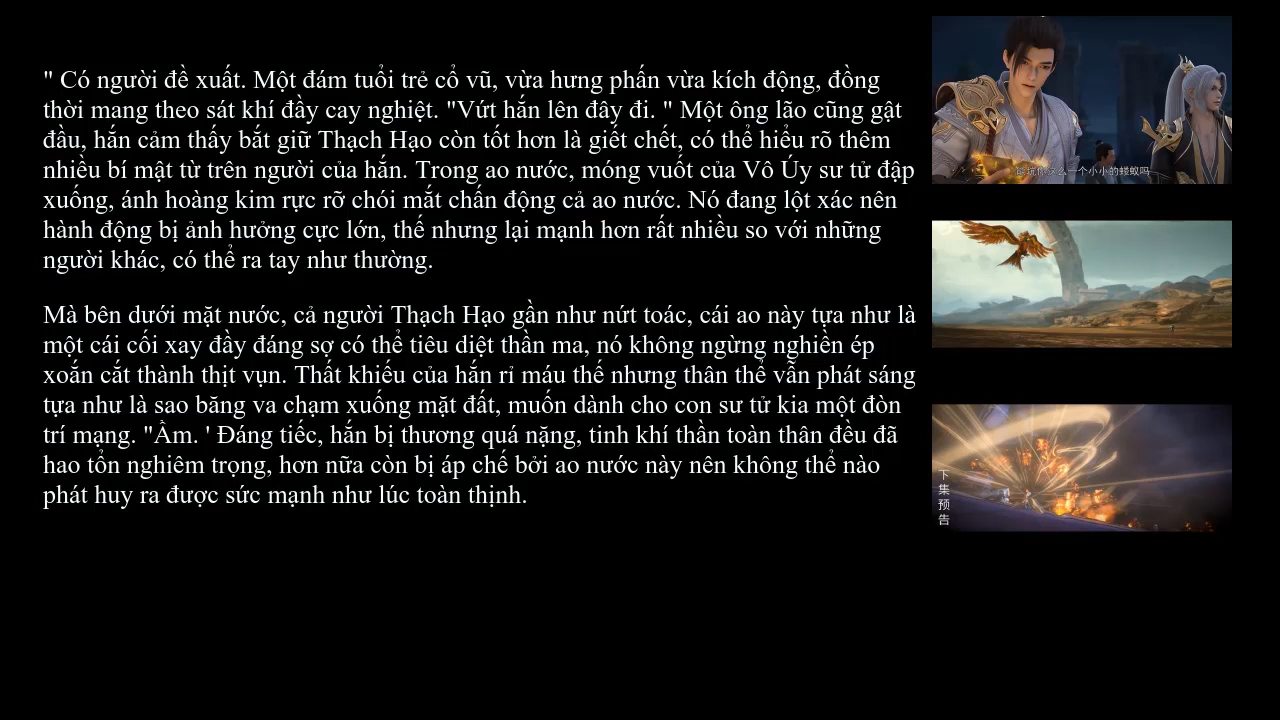 " Có người đề xuất. Một đám tuổi trẻ cổ vũ, vừa hưng phấn vừa kích động, đồng
thời mang theo sát khí đầy cay nghiệt. "Vứt hắn lên đây đi. " Một ông lão cũng gật
đầu, hắn cảm thấy bắt giữ Thạch Hạo còn tốt hơn là giết chết, có thể hiểu rõ thêm
nhiều bí mật từ trên người của hắn. Trong ao nước, móng vuốt của Vô Úy sư tử đập
xuống, ánh hoàng kim rực rỡ chói mắt chấn động cả ao nước. Nó đang lột xác nên
hành động bị ảnh hưởng cực lớn, thế nhưng lại mạnh hơn rất nhiều so với những
người khác, có thể ra tay như thường.
Mà bên dưới mặt nước, cả người Thạch Hạo gần như nứt toác, cái ao này tựa như là
một cái cối xay đầy đáng sợ có thể tiêu diệt thần ma, nó không ngừng nghiền ép
xoắn cắt thành thịt vụn. Thất khiếu của hắn rỉ máu thế nhưng thân thể vẫn phát sáng
tựa như là sao băng va chạm xuống mặt đất, muốn dành cho con sư tử kia một đòn
trí mạng. "Ầm. ' Đáng tiếc, hắn bị thương quá nặng, tinh khí thần toàn thân đều đã
hao tổn nghiêm trọng, hơn nữa còn bị áp chế bởi ao nước này nên không thể nào
phát huy ra được sức mạnh như lúc toàn thịnh.
这么一个小小的蝼蚁吗
下集预告